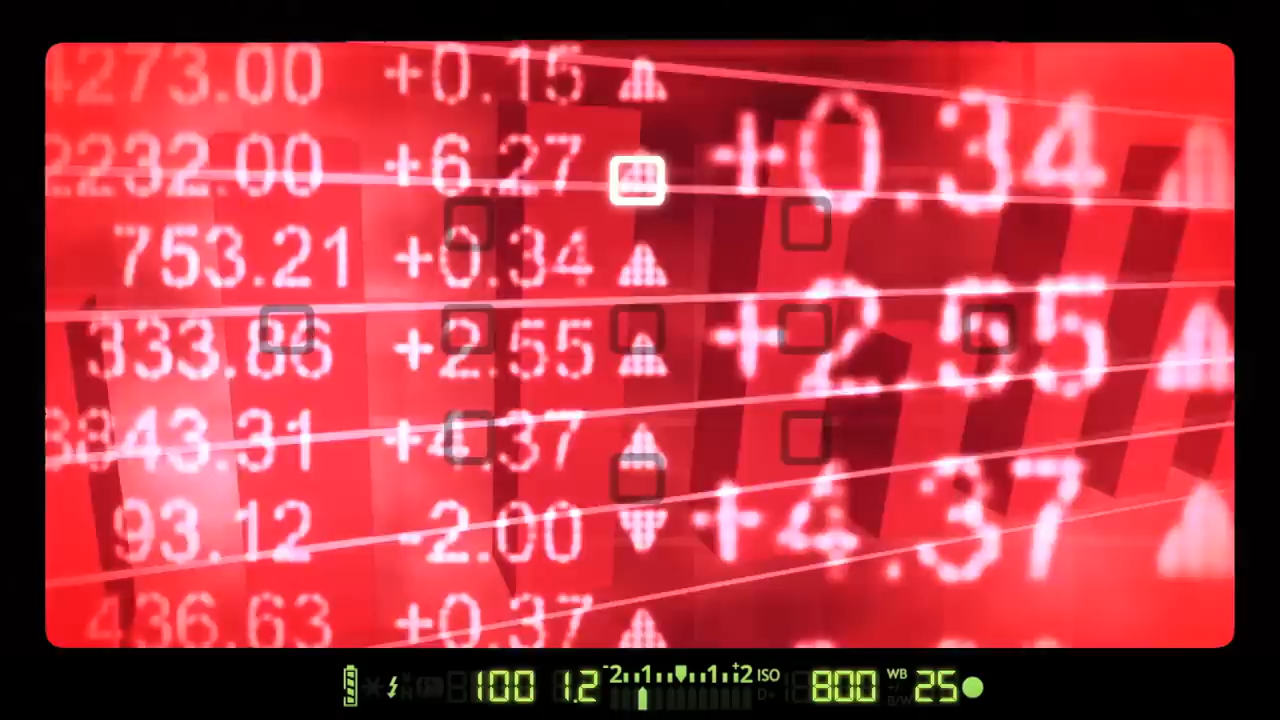 4273.00 +0.15
2232.00 +6.27 +0.34
753.21 +0.34
333.86 +2.55 +2.55
3843.31 +4.37
93.12 -2.00 +4.37
436.63 +0.37
100 1.2 -2 1 1 +2 ISO 800 WB 25